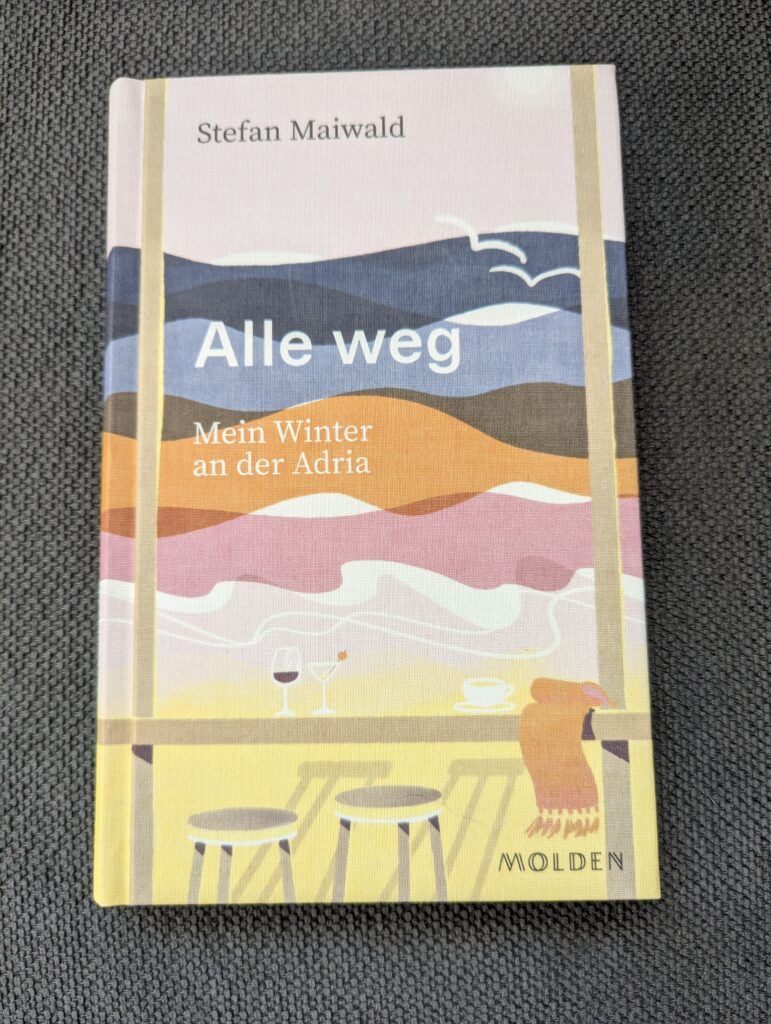 Stefan Maiwald
Alle weg
Mein Winter
an der Adria
MOLDEN